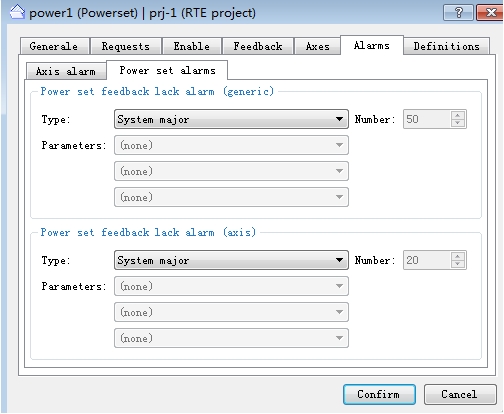 power1 (Powerset) | prj-1 (RTE project)
Generale Requests Enable Feedback Axes Alarms Definitions
Axis alarm Power set alarms
Power set feedback lack alarm (generic)
Type: System major Number: 50
Parameters: (none)
(none)
(none)
Power set feedback lack alarm (axis)
Type: System major Number: 20
Parameters: (none)
(none)
(none)
Confirm Cancel